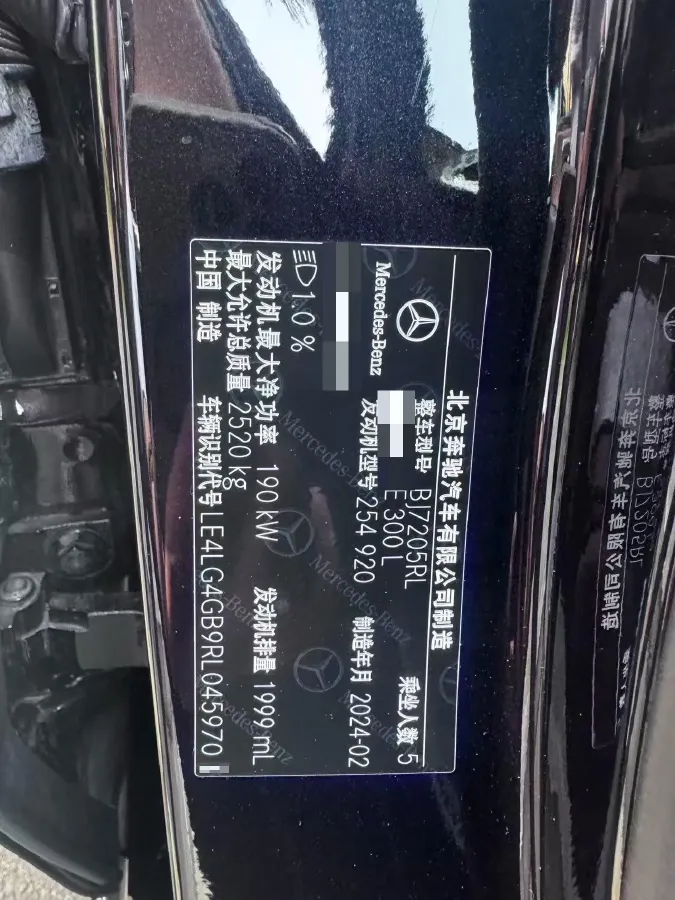 北京奔驰汽车有限公司制造
整车型号 BJ7205RL 乘坐人数 5
E 300 L
Mercedes-Benz
发动机型号 254 920 制造年月 2024-02
1.0 %
发动机最大净功率 190 kW 发动机排量 1999 mL
最大允许总质量 2520 kg
中国 制造 车辆识别代号 LE4LG4GB9RL045970